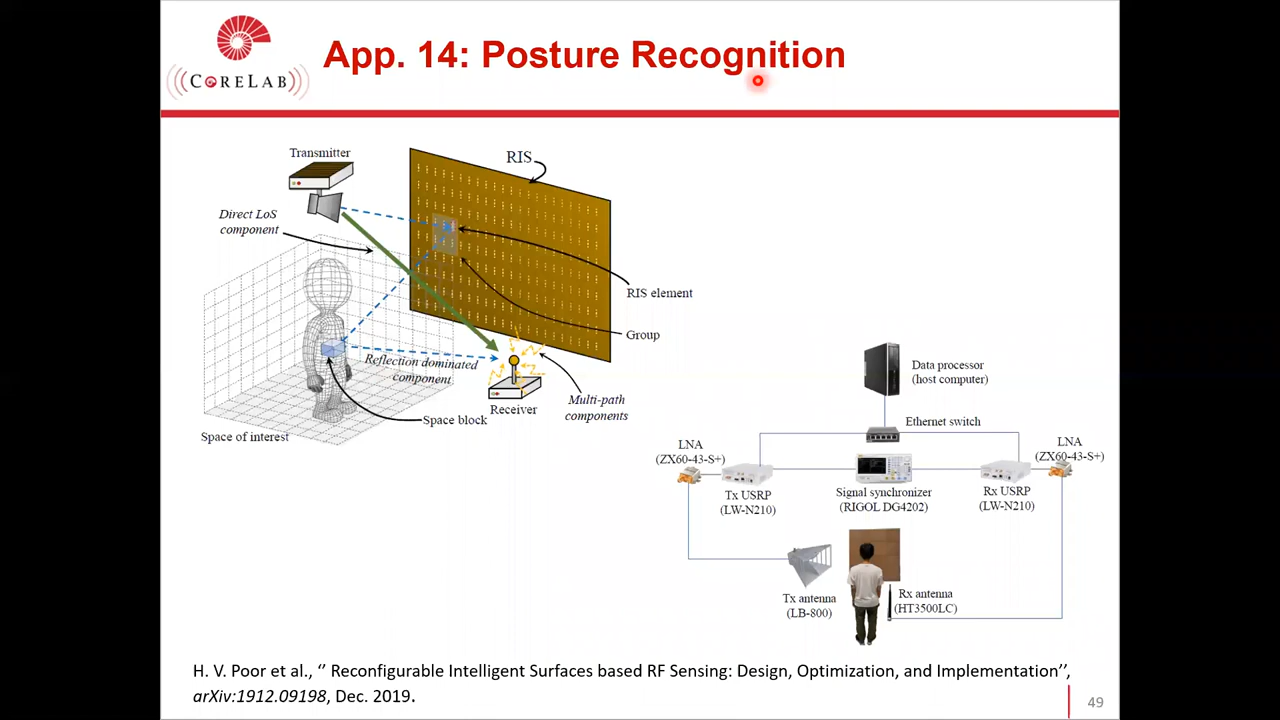 CORELAB
App. 14: Posture Recognition
Transmitter
RIS
Direct LoS
component
RIS element
Group
Reflection dominated
component
Receiver
Multi-path
components
Space block
Space of interest
Data processor
(host computer)
Ethernet switch
LNA
(ZX60-43-S+)
LNA
(ZX60-43-S+)
Tx USRP
(LW-N210)
Signal synchronizer
(RIGOL DG4202)
Rx USRP
(LW-N210)
Tx antenna
(LB-800)
Rx antenna
(HT3500LC)
H. V. Poor et al., ‘’ Reconfigurable Intelligent Surfaces based RF Sensing: Design, Optimization, and Implementation’’,
arXiv:1912.09198, Dec. 2019.
49